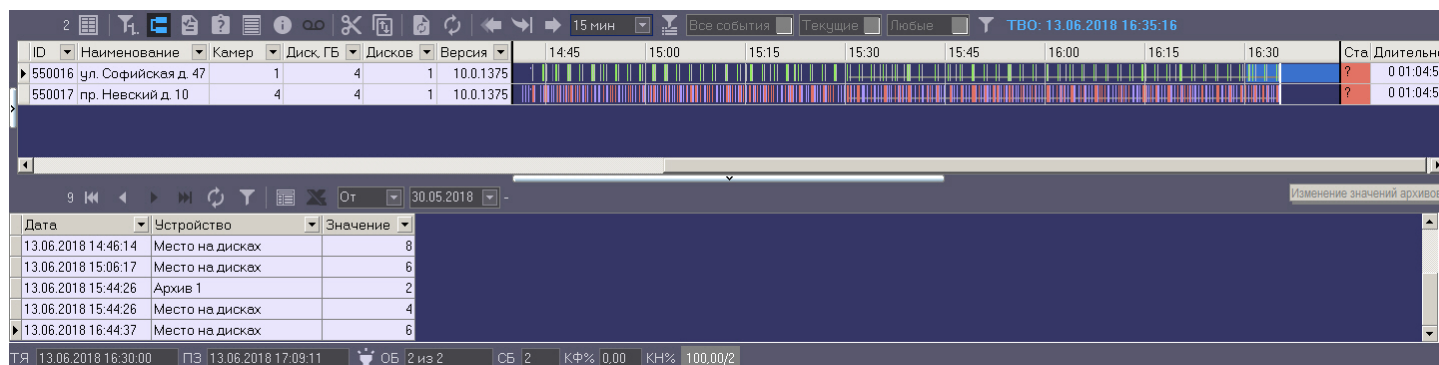 2 15 мин Все события Текущие Любые ТВО: 13.06.2018 16:35:16
ID Наименование Камер Диск, ГБ Дисков Версия 14:45 15:00 15:15 15:30 15:45 16:00 16:15 16:30 Ста Длительно
550016 ул. Софийская д. 47 1 4 1 10.0.1375 ? 0 01:04:5
550017 пр. Невский д. 10 4 4 1 10.0.1375 ? 0 01:04:5
9 От 30.05.2018 - Изменение значений архивов
Дата Устройство Значение
13.06.2018 14:46:14 Место на дисках 8
13.06.2018 15:06:17 Место на дисках 6
13.06.2018 15:44:26 Архив 1 2
13.06.2018 15:44:26 Место на дисках 4
13.06.2018 16:44:37 Место на дисках 6
ТЯ 13.06.2018 16:30:00 ПЗ 13.06.2018 17:09:11 ОБ 2 из 2 СБ 2 КФ% 0,00 КН% 100,00/2